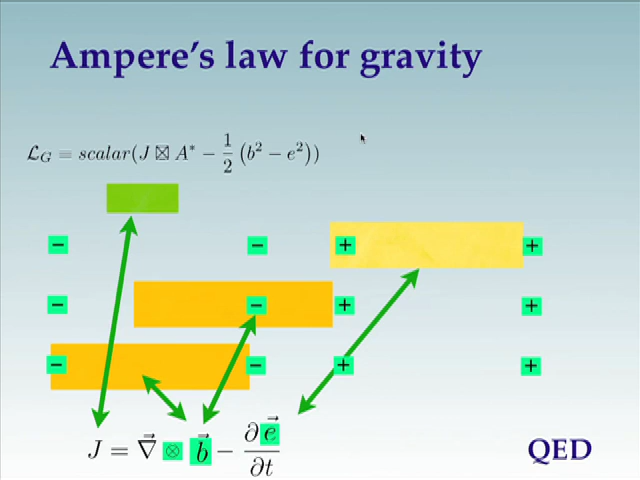 Ampere's law for gravity
ℒ_G ≡ scalar(J ⊠ A* − 1/2 (b² − e²))
− − + +
− − + +
− − + +
J = ∇⃗ ⊗ b⃗ − ∂e⃗/∂t
QED